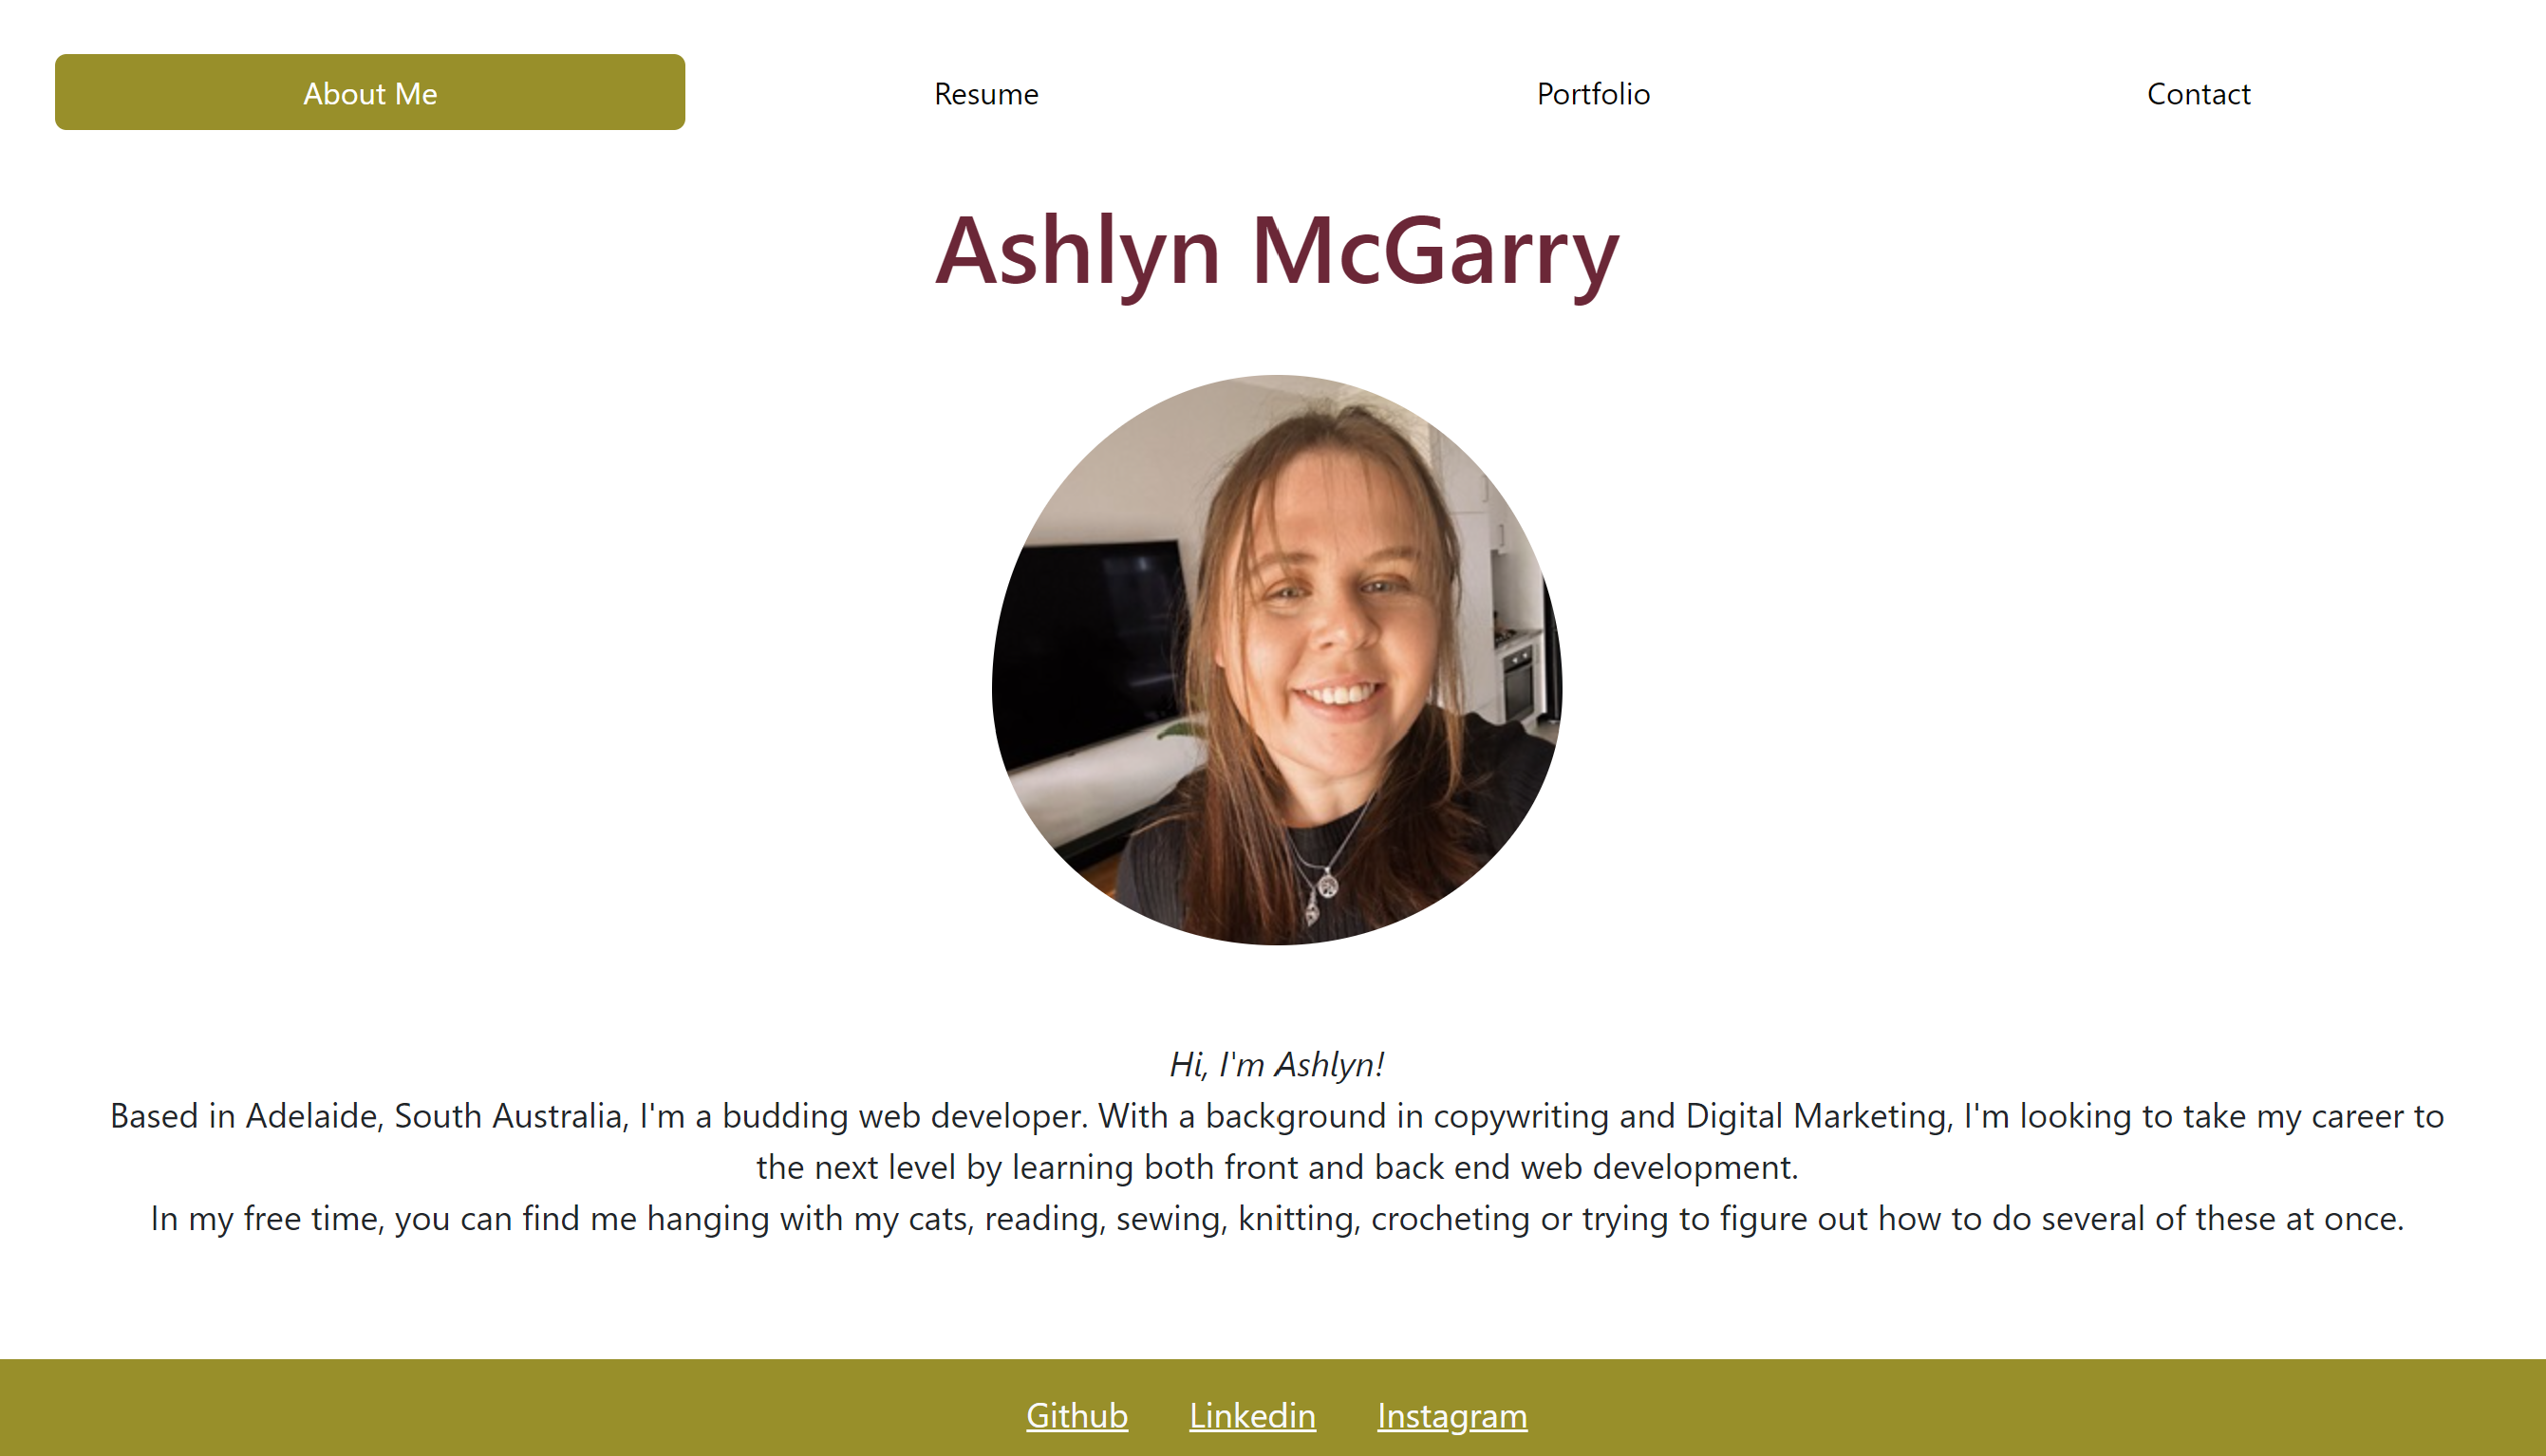 About Me
Resume
Portfolio
Contact
Ashlyn McGarry
Hi, I'm Ashlyn!
Based in Adelaide, South Australia, I'm a budding web developer. With a background in copywriting and Digital Marketing, I'm looking to take my career to
the next level by learning both front and back end web development.
In my free time, you can find me hanging with my cats, reading, sewing, knitting, crocheting or trying to figure out how to do several of these at once.
Github
Linkedin
Instagram